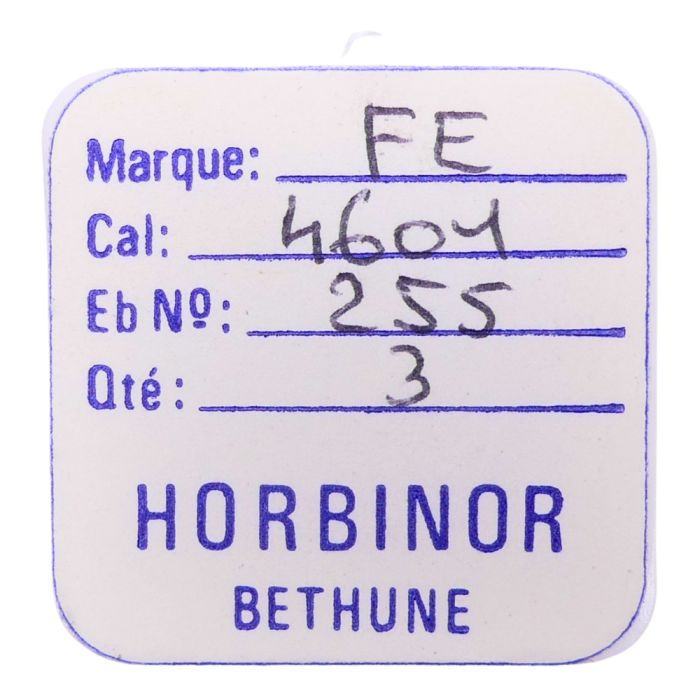 Marque: FE
Cal: 4601
Eb Nº: 255
Qté: 3
HORBINOR
BETHUNE